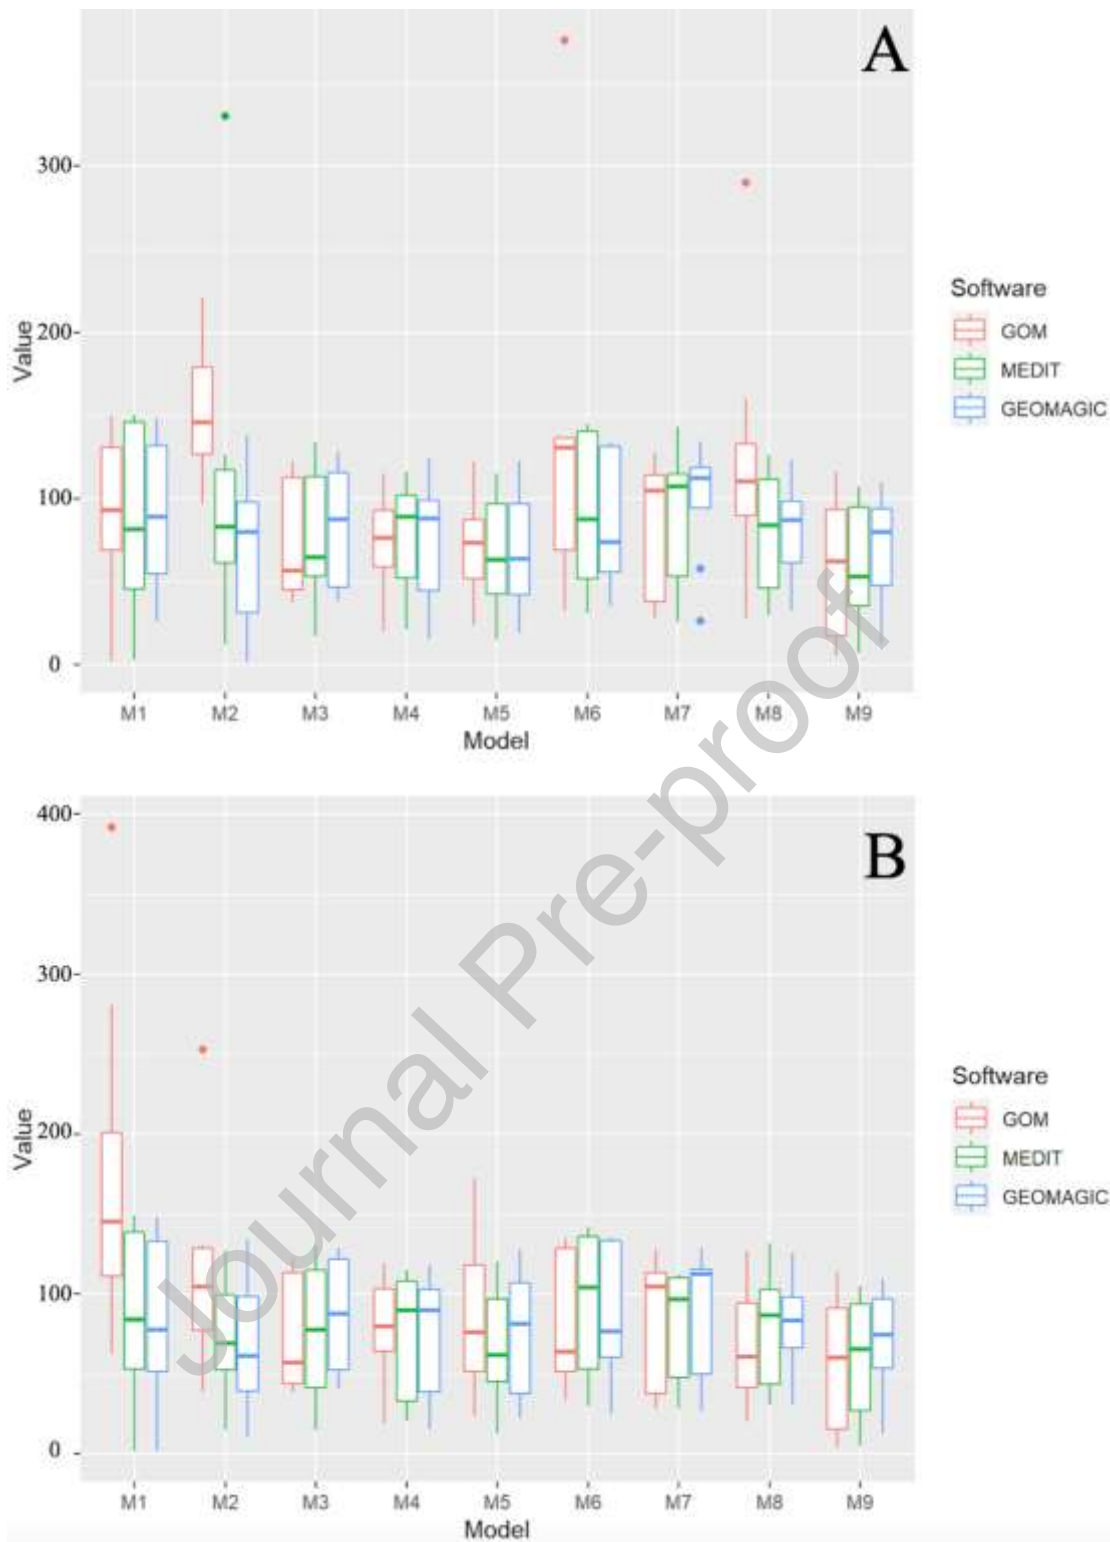 A
300
200
100
0
Value
M1 M2 M3 M4 M5 M6 M7 M8 M9
Model
Software
GOM
MEDIT
GEOMAGIC
B
400
300
200
100
0
Value
M1 M2 M3 M4 M5 M6 M7 M8 M9
Model
Software
GOM
MEDIT
GEOMAGIC
Journal Pre-proof